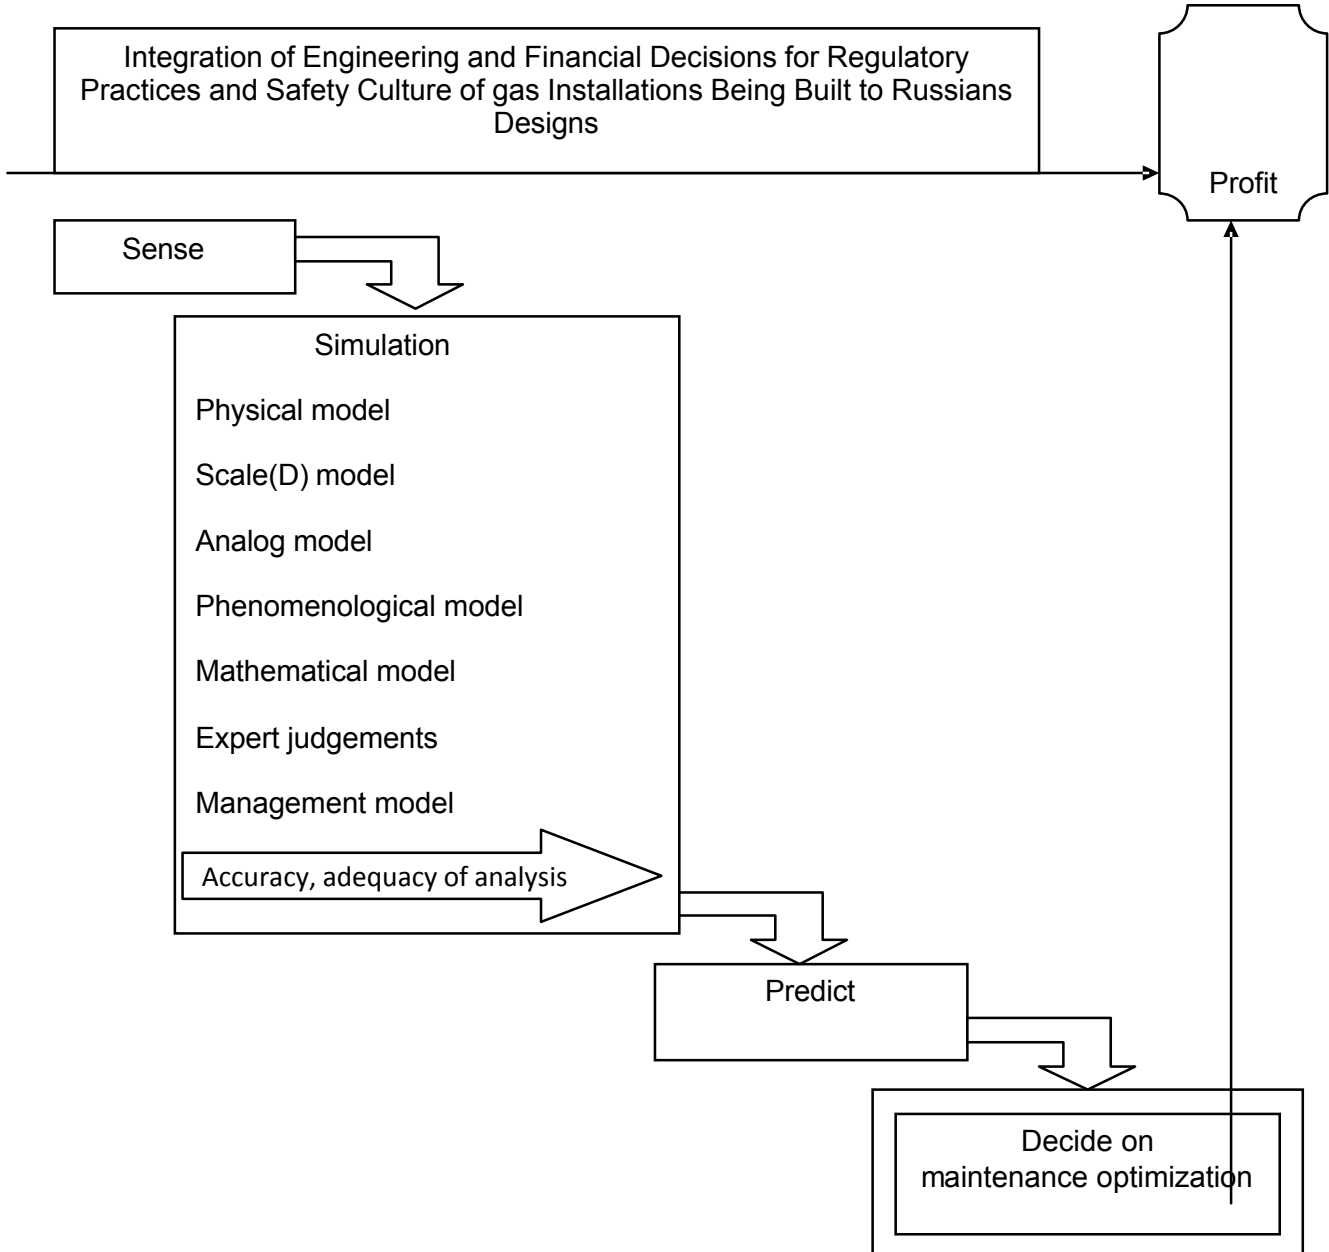 Integration of Engineering and Financial Decisions for Regulatory
Practices and Safety Culture of gas Installations Being Built to Russians
Designs
Profit
Sense
Simulation
Physical model
Scale(D) model
Analog model
Phenomenological model
Mathematical model
Expert judgements
Management model
Accuracy, adequacy of analysis
Predict
Decide on
maintenance optimization